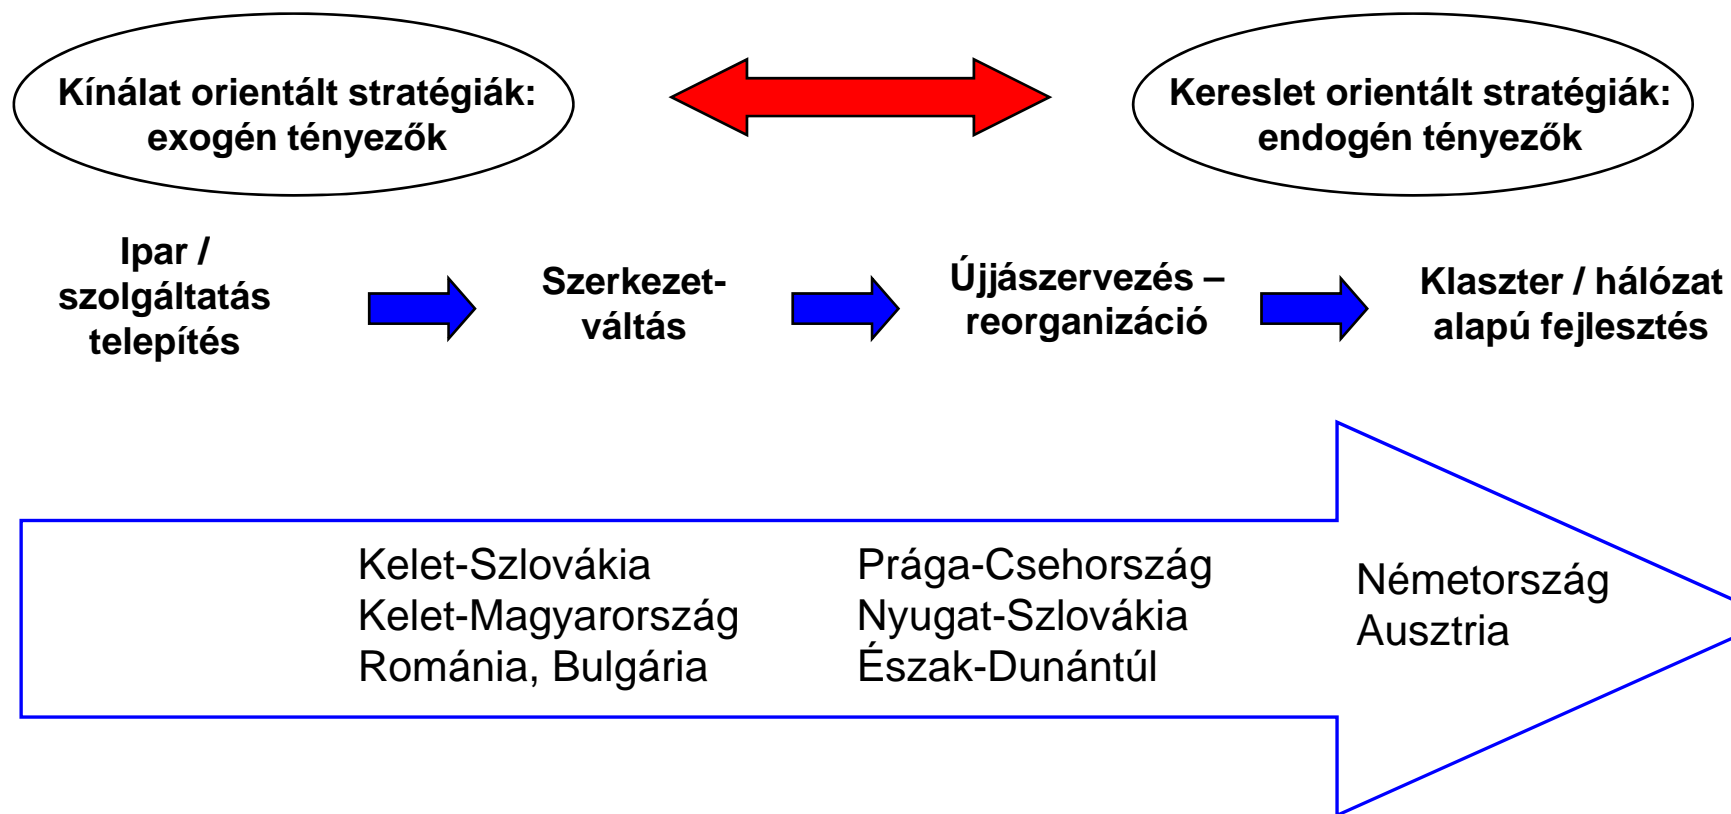 Kínálat orientált stratégiák:
exogén tényezők
Kereslet orientált stratégiák:
endogén tényezők
Ipar /
szolgáltatás
telepítés
Szerkezet-
váltás
Újjászervezés –
reorganizáció
Klaszter / hálózat
alapú fejlesztés
Kelet-Szlovákia
Kelet-Magyarország
Románia, Bulgária
Prága-Csehország
Nyugat-Szlovákia
Észak-Dunántúl
Németország
Ausztria